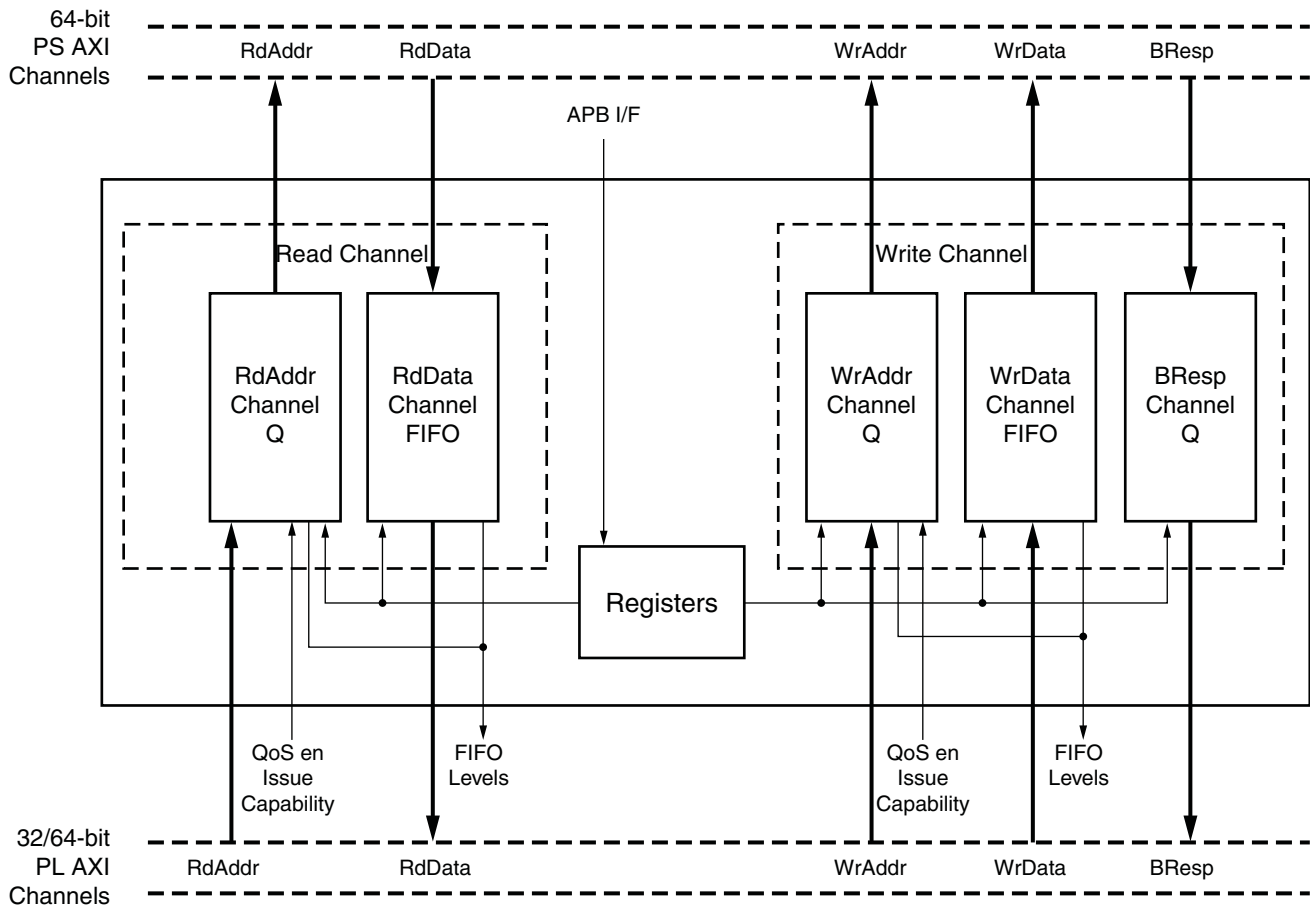 64-bit
PS AXI
Channels
RdAddr
RdData
WrAddr
WrData
BResp
APB I/F
Read Channel
Write Channel
RdAddr
Channel
Q
RdData
Channel
FIFO
WrAddr
Channel
Q
WrData
Channel
FIFO
BResp
Channel
Q
Registers
QoS en
Issue
Capability
FIFO
Levels
QoS en
Issue
Capability
FIFO
Levels
32/64-bit
PL AXI
Channels
RdAddr
RdData
WrAddr
WrData
BResp